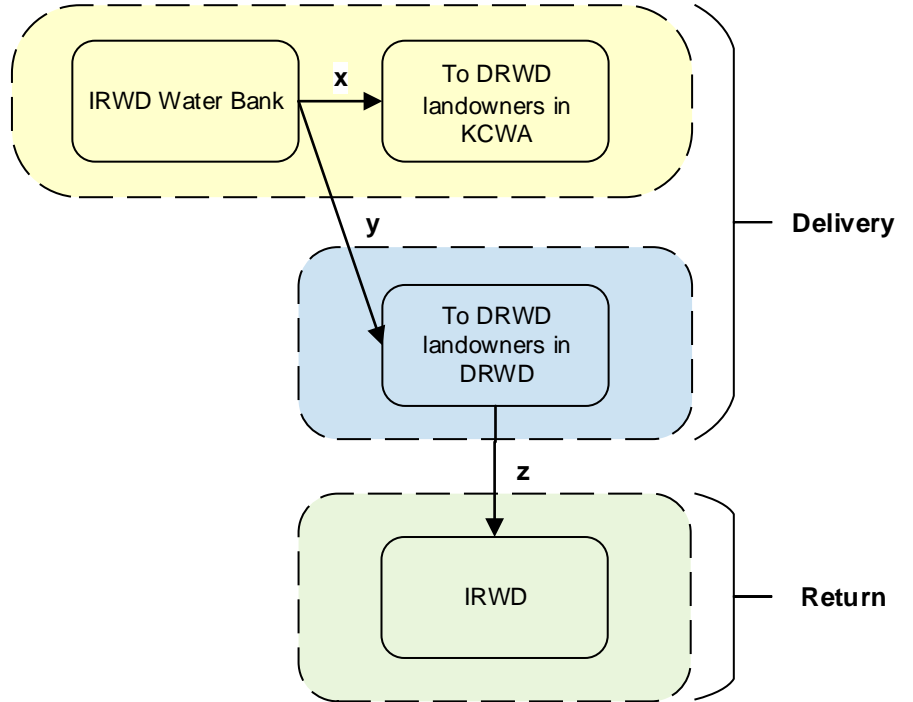 IRWD Water Bank
x
To DRWD
landowners in
KCWA
y
Delivery
To DRWD
landowners in
DRWD
z
IRWD
Return